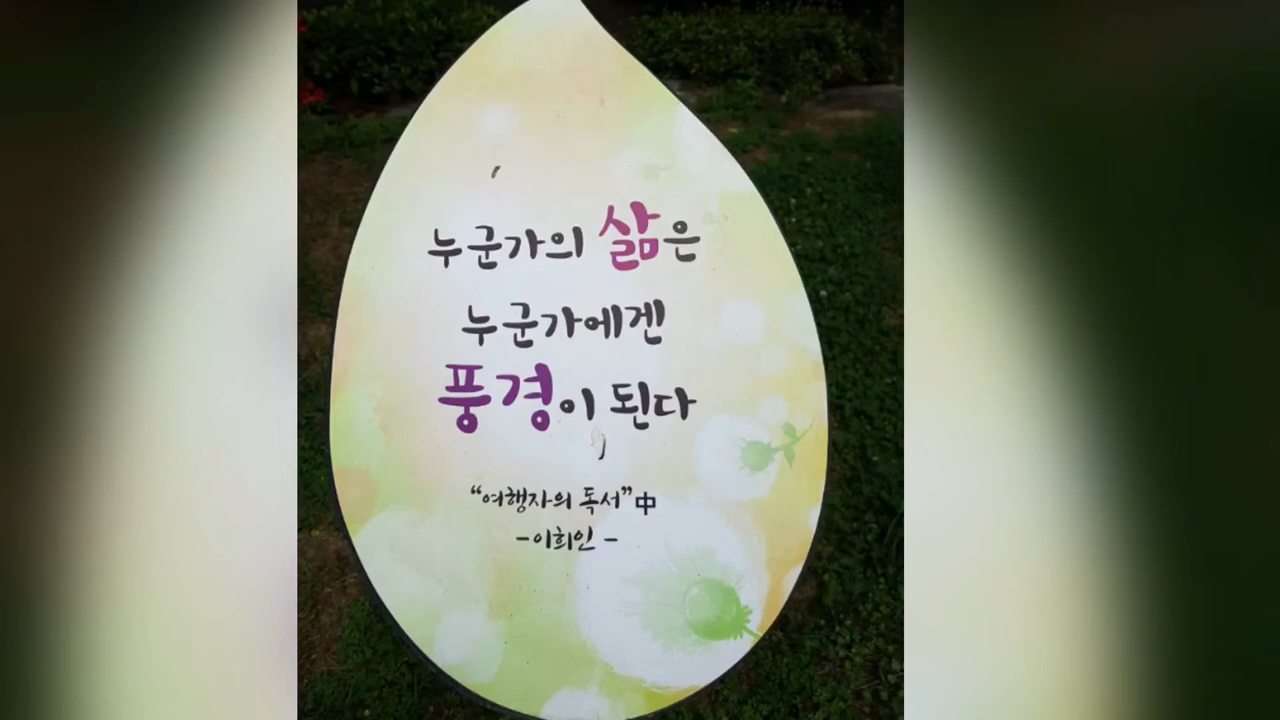 누군가의 삶은
누군가에겐
풍경이 된다
“여행자의 독서”中
-이희인-